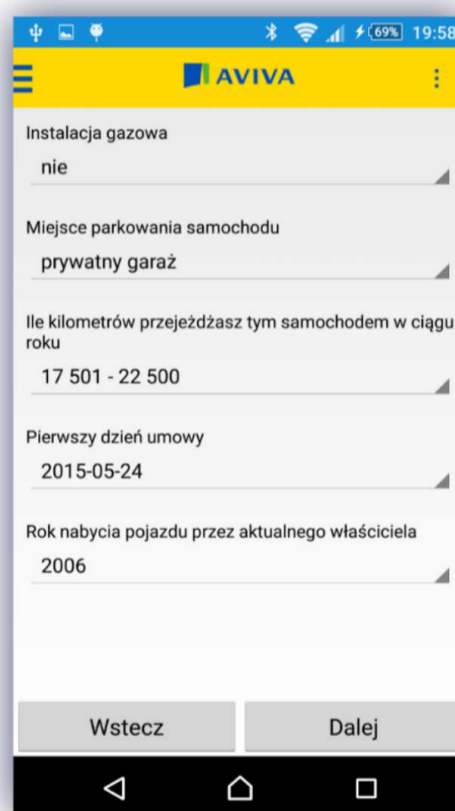 69% 19:58
AVIVA
Instalacja gazowa
nie
Miejsce parkowania samochodu
prywatny garaż
Ile kilometrów przejeżdżasz tym samochodem w ciągu
roku
17 501 - 22 500
Pierwszy dzień umowy
2015-05-24
Rok nabycia pojazdu przez aktualnego właściciela
2006
Wstecz Dalej